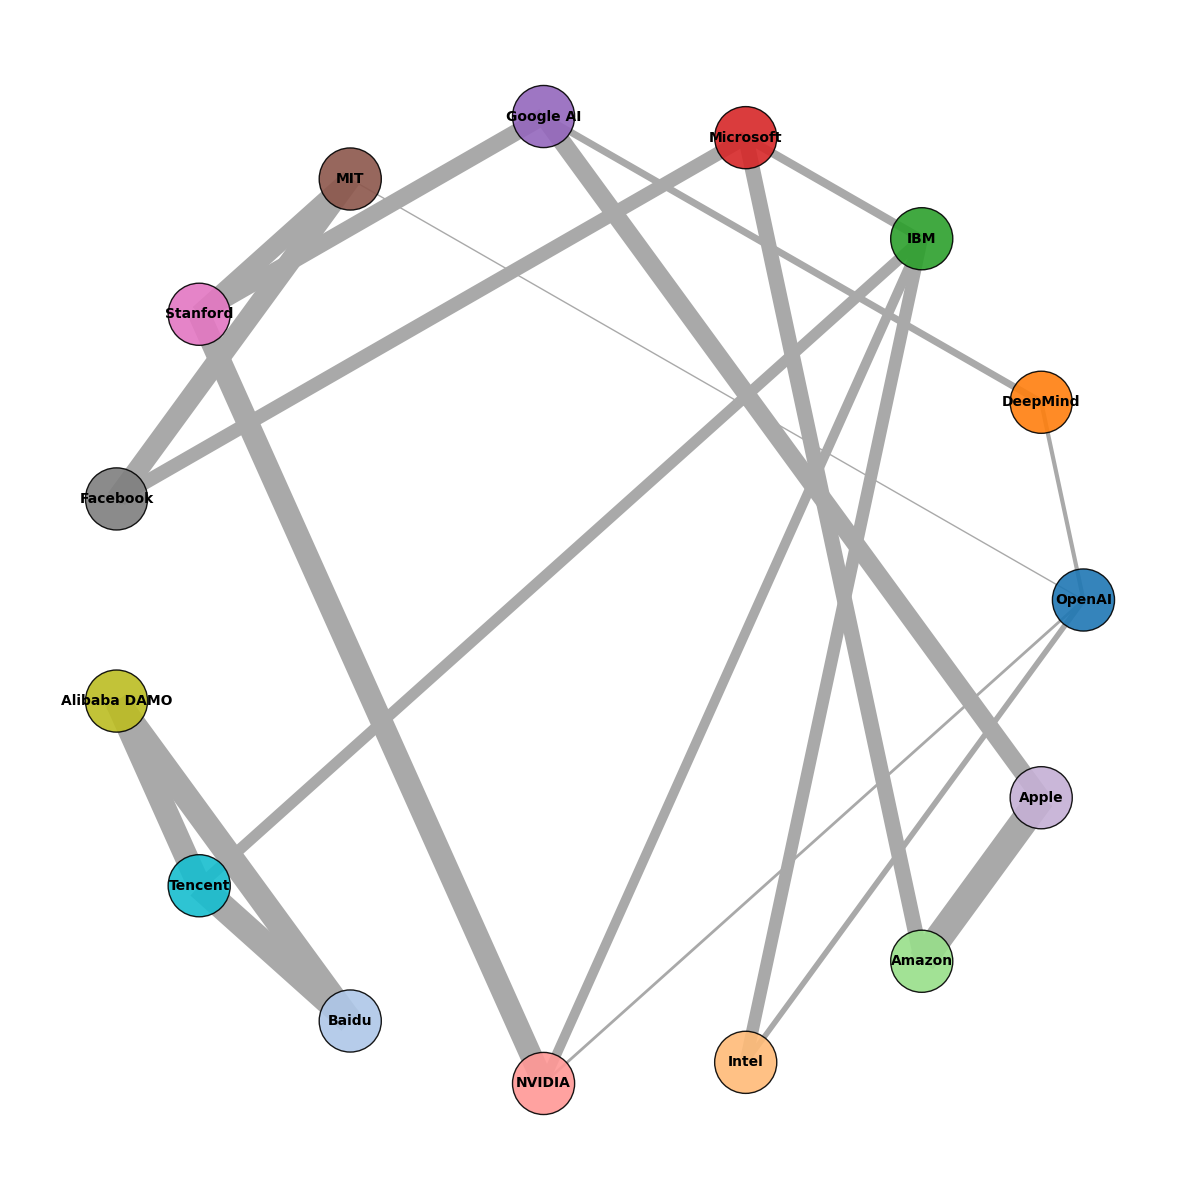 Google AI
Microsoft
MIT
IBM
Stanford
DeepMind
Facebook
OpenAI
Alibaba DAMO
Apple
Tencent
Amazon
Baidu
Intel
NVIDIA